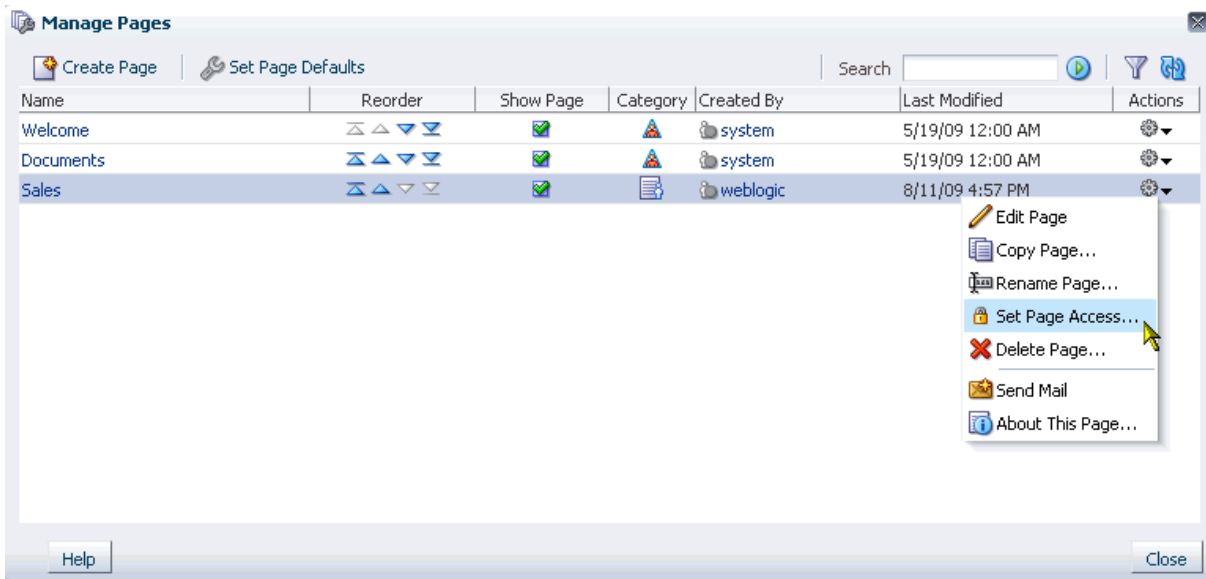 Manage Pages
Create Page Set Page Defaults Search
Name Reorder Show Page Category Created By Last Modified Actions
Welcome system 5/19/09 12:00 AM
Documents system 5/19/09 12:00 AM
Sales weblogic 8/11/09 4:57 PM
Edit Page
Copy Page...
Rename Page...
Set Page Access...
Delete Page...
Send Mail
About This Page...
Help Close